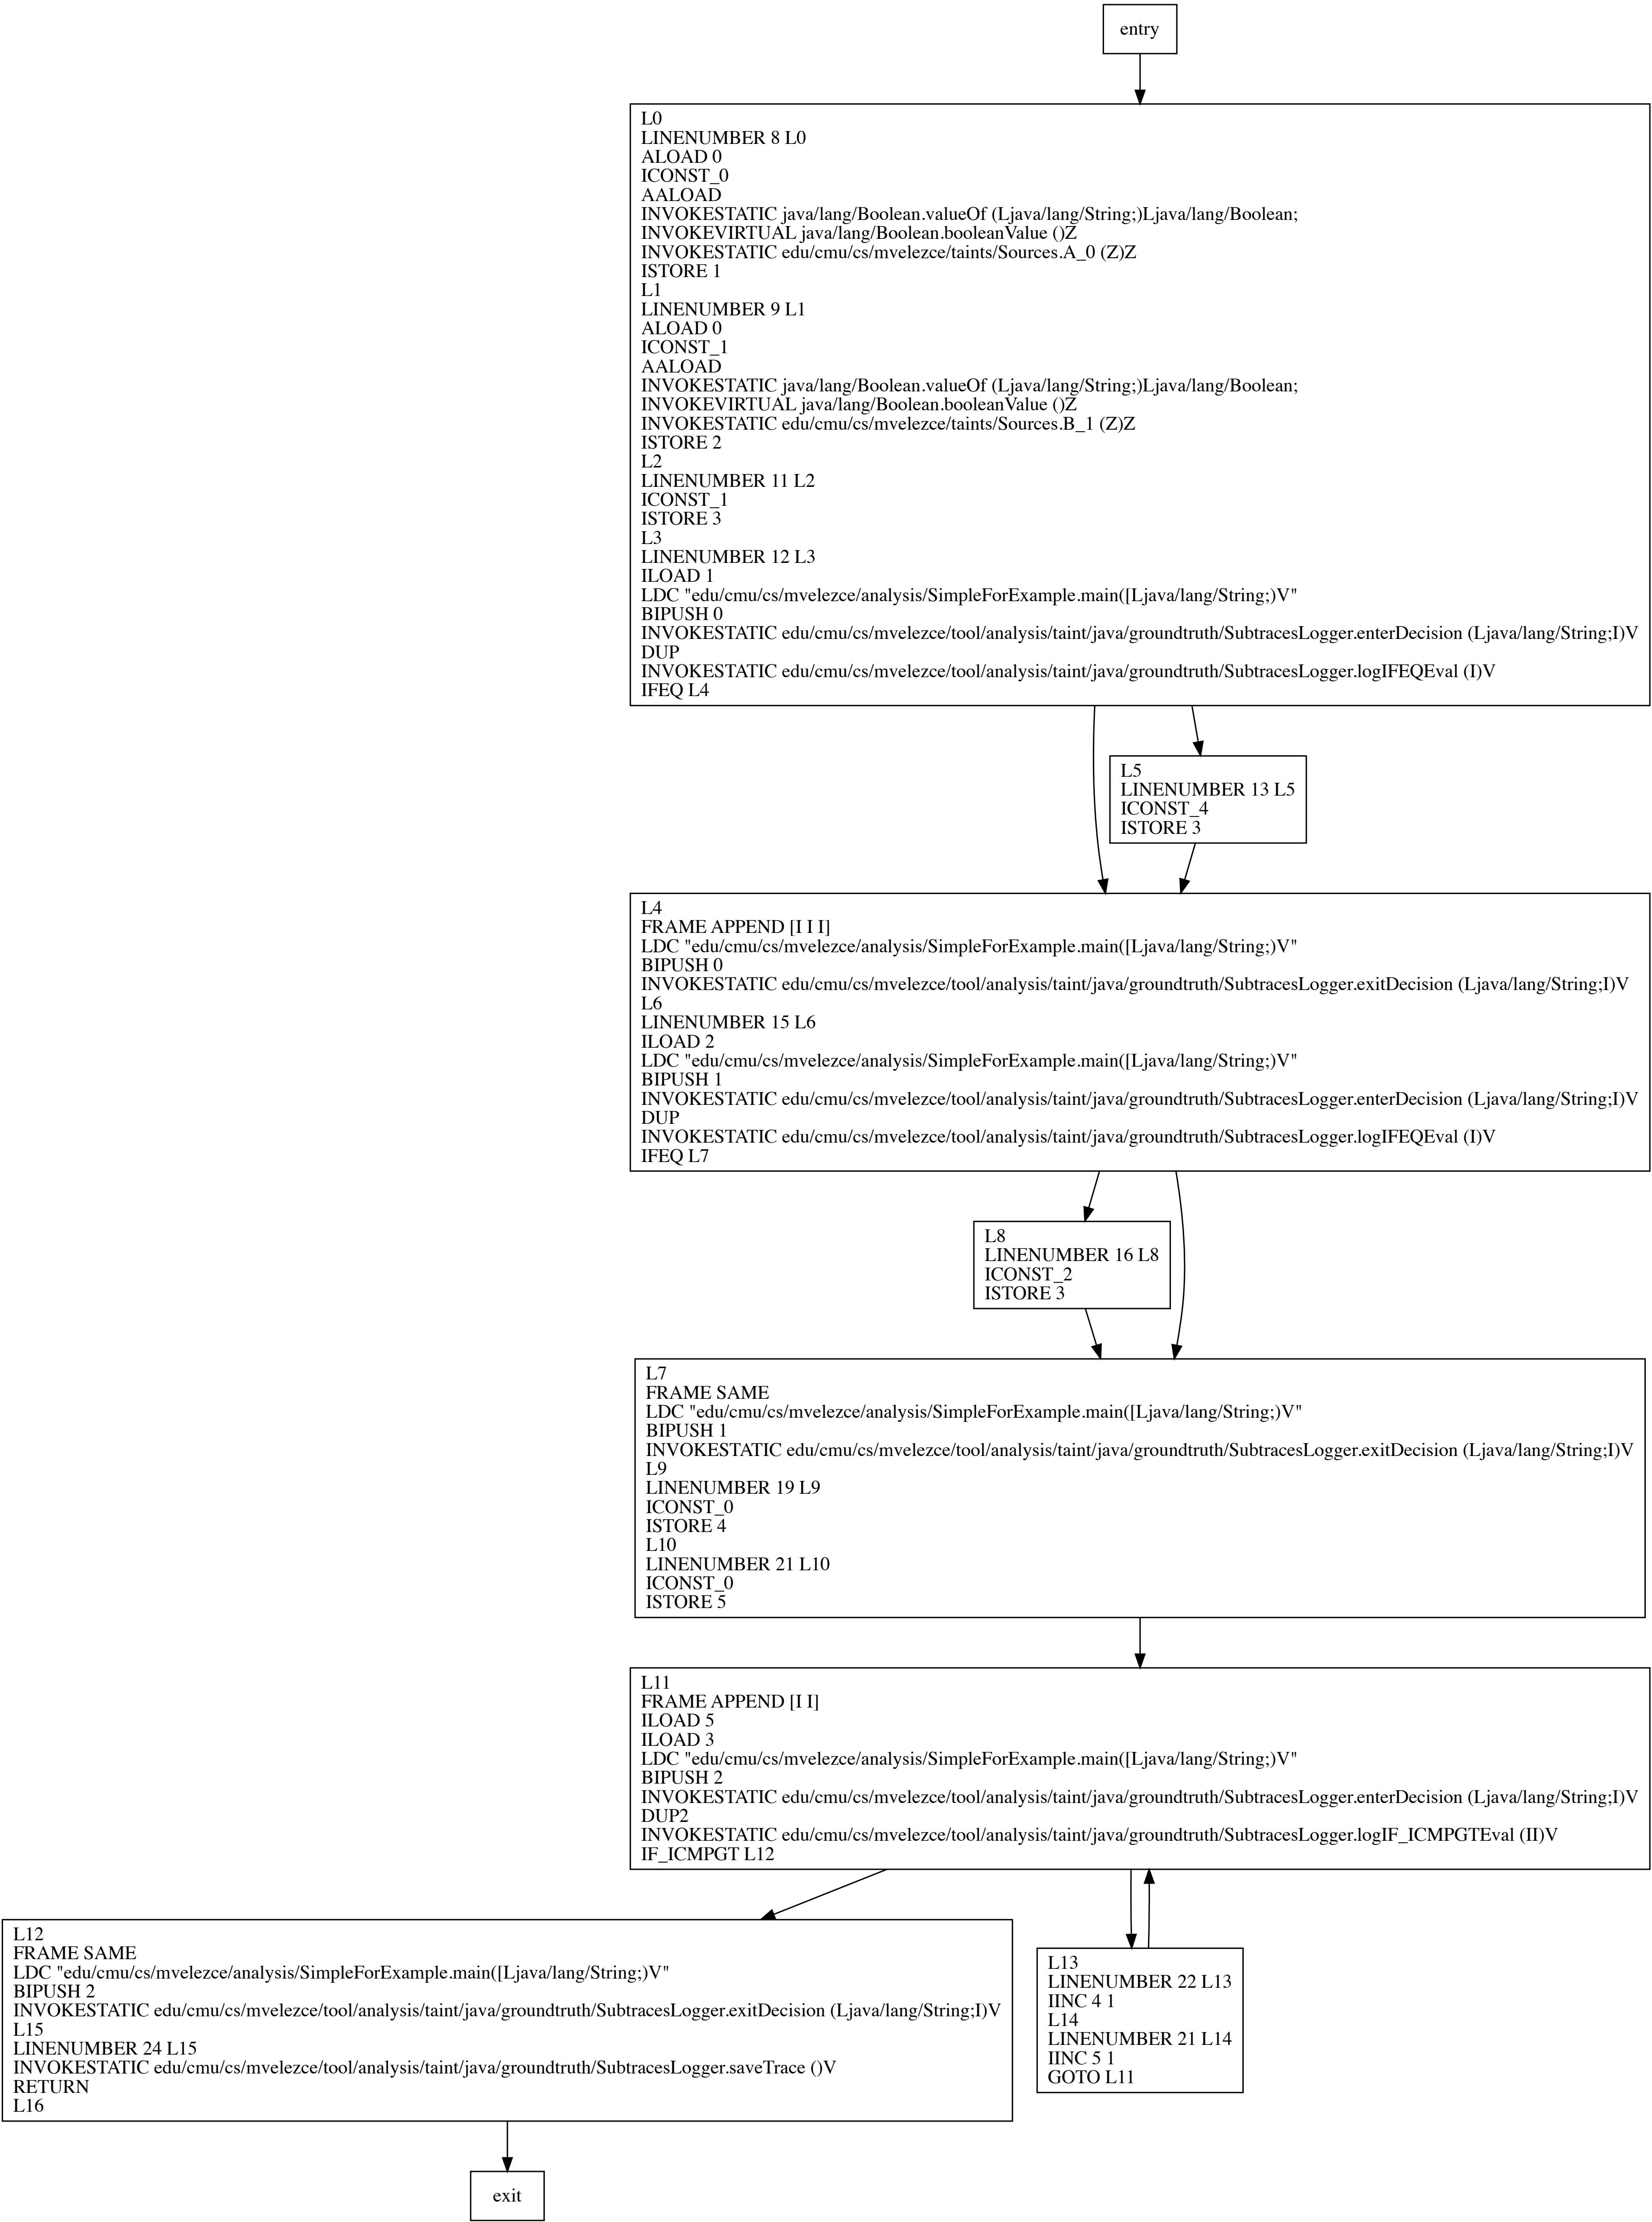 entry
L0
LINENUMBER 8 L0
ALOAD 0
ICONST_0
AALOAD
INVOKESTATIC java/lang/Boolean.valueOf (Ljava/lang/String;)Ljava/lang/Boolean;
INVOKEVIRTUAL java/lang/Boolean.booleanValue ()Z
INVOKESTATIC edu/cmu/cs/mvelezce/taints/Sources.A_0 (Z)Z
ISTORE 1
L1
LINENUMBER 9 L1
ALOAD 0
ICONST_1
AALOAD
INVOKESTATIC java/lang/Boolean.valueOf (Ljava/lang/String;)Ljava/lang/Boolean;
INVOKEVIRTUAL java/lang/Boolean.booleanValue ()Z
INVOKESTATIC edu/cmu/cs/mvelezce/taints/Sources.B_1 (Z)Z
ISTORE 2
L2
LINENUMBER 11 L2
ICONST_1
ISTORE 3
L3
LINENUMBER 12 L3
ILOAD 1
LDC "edu/cmu/cs/mvelezce/analysis/SimpleForExample.main([Ljava/lang/String;)V"
BIPUSH 0
INVOKESTATIC edu/cmu/cs/mvelezce/tool/analysis/taint/java/groundtruth/SubtracesLogger.enterDecision (Ljava/lang/String;I)V
DUP
INVOKESTATIC edu/cmu/cs/mvelezce/tool/analysis/taint/java/groundtruth/SubtracesLogger.logIFEQEval (I)V
IFEQ L4
L5
LINENUMBER 13 L5
ICONST_4
ISTORE 3
L4
FRAME APPEND [I I I]
LDC "edu/cmu/cs/mvelezce/analysis/SimpleForExample.main([Ljava/lang/String;)V"
BIPUSH 0
INVOKESTATIC edu/cmu/cs/mvelezce/tool/analysis/taint/java/groundtruth/SubtracesLogger.exitDecision (Ljava/lang/String;I)V
L6
LINENUMBER 15 L6
ILOAD 2
LDC "edu/cmu/cs/mvelezce/analysis/SimpleForExample.main([Ljava/lang/String;)V"
BIPUSH 1
INVOKESTATIC edu/cmu/cs/mvelezce/tool/analysis/taint/java/groundtruth/SubtracesLogger.enterDecision (Ljava/lang/String;I)V
DUP
INVOKESTATIC edu/cmu/cs/mvelezce/tool/analysis/taint/java/groundtruth/SubtracesLogger.logIFEQEval (I)V
IFEQ L7
L8
LINENUMBER 16 L8
ICONST_2
ISTORE 3
L7
FRAME SAME
LDC "edu/cmu/cs/mvelezce/analysis/SimpleForExample.main([Ljava/lang/String;)V"
BIPUSH 1
INVOKESTATIC edu/cmu/cs/mvelezce/tool/analysis/taint/java/groundtruth/SubtracesLogger.exitDecision (Ljava/lang/String;I)V
L9
LINENUMBER 19 L9
ICONST_0
ISTORE 4
L10
LINENUMBER 21 L10
ICONST_0
ISTORE 5
L11
FRAME APPEND [I I]
ILOAD 5
ILOAD 3
LDC "edu/cmu/cs/mvelezce/analysis/SimpleForExample.main([Ljava/lang/String;)V"
BIPUSH 2
INVOKESTATIC edu/cmu/cs/mvelezce/tool/analysis/taint/java/groundtruth/SubtracesLogger.enterDecision (Ljava/lang/String;I)V
DUP2
INVOKESTATIC edu/cmu/cs/mvelezce/tool/analysis/taint/java/groundtruth/SubtracesLogger.logIF_ICMPGTEval (II)V
IF_ICMPGT L12
L12
FRAME SAME
LDC "edu/cmu/cs/mvelezce/analysis/SimpleForExample.main([Ljava/lang/String;)V"
BIPUSH 2
INVOKESTATIC edu/cmu/cs/mvelezce/tool/analysis/taint/java/groundtruth/SubtracesLogger.exitDecision (Ljava/lang/String;I)V
L15
LINENUMBER 24 L15
INVOKESTATIC edu/cmu/cs/mvelezce/tool/analysis/taint/java/groundtruth/SubtracesLogger.saveTrace ()V
RETURN
L16
L13
LINENUMBER 22 L13
IINC 4 1
L14
LINENUMBER 21 L14
IINC 5 1
GOTO L11
exit